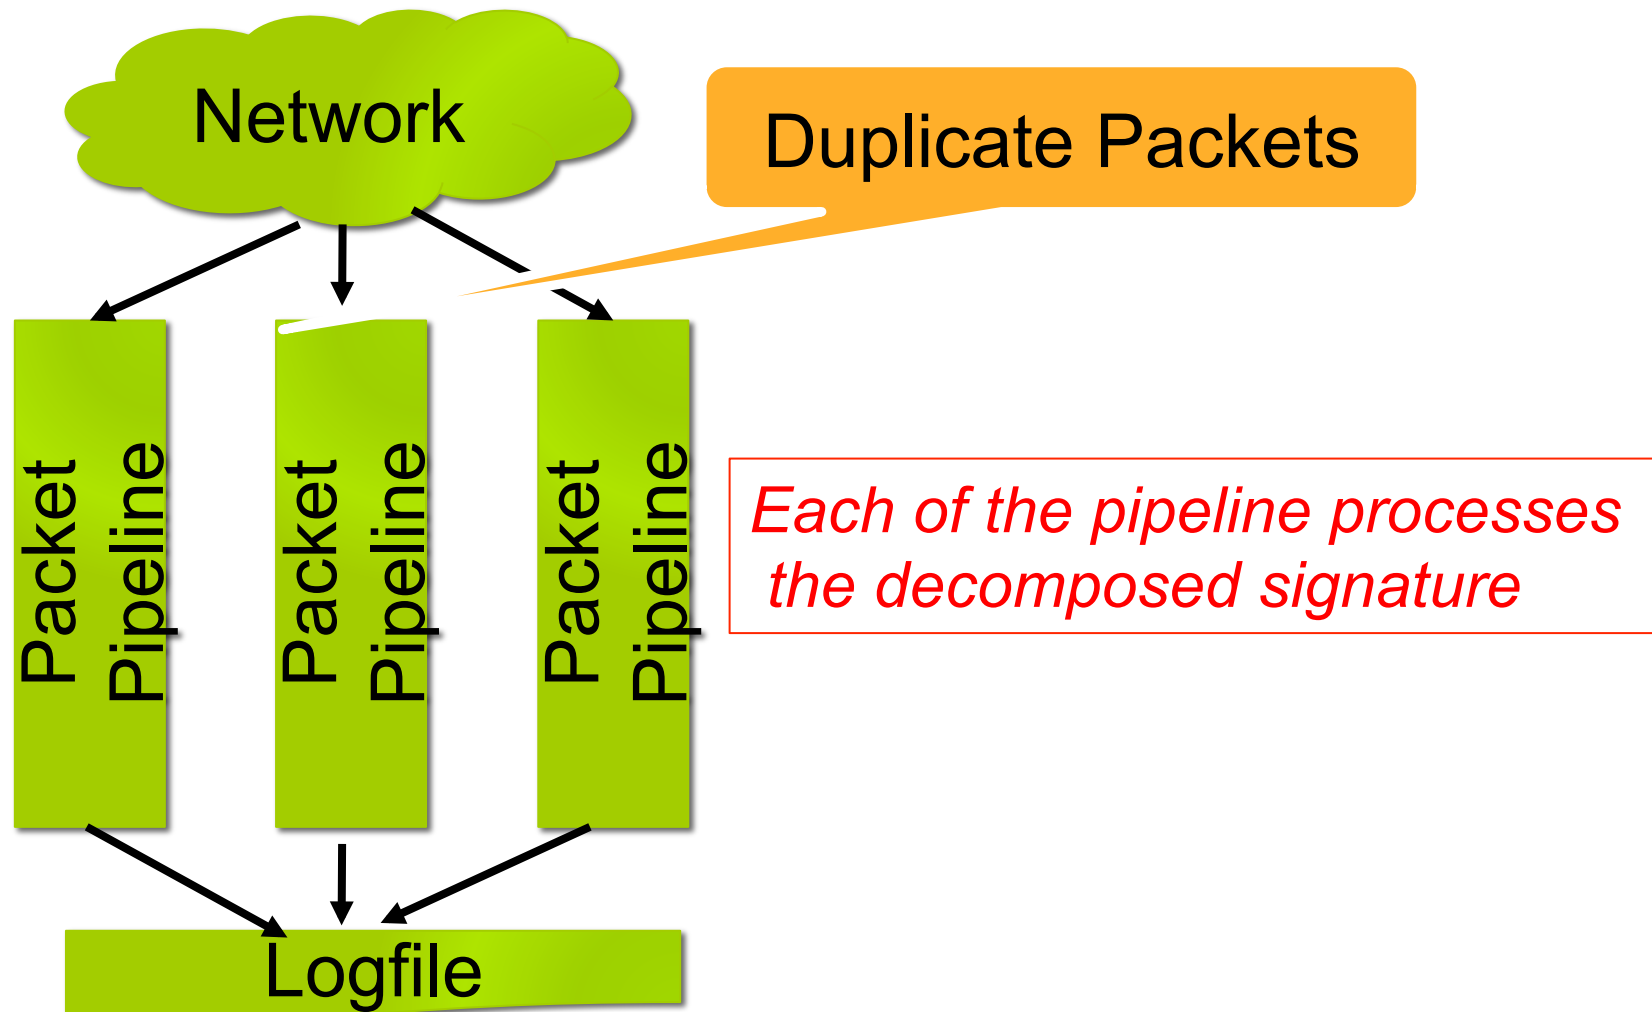 Network
Duplicate Packets
Packet
Pipeline
Packet
Pipeline
Packet
Pipeline
Each of the pipeline processes
the decomposed signature
Logfile